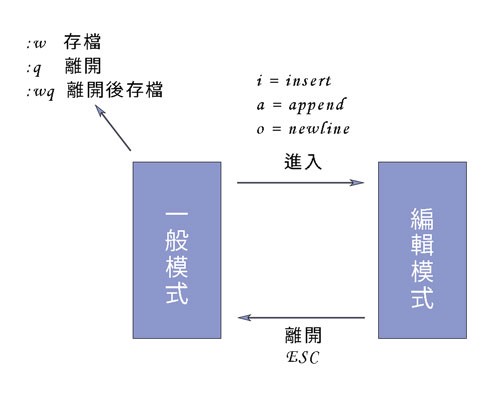 :w 存檔
:q 離開
:wq 離開後存檔
i = insert
a = append
o = newline
進入
一般模式
編輯模式
離開
ESC